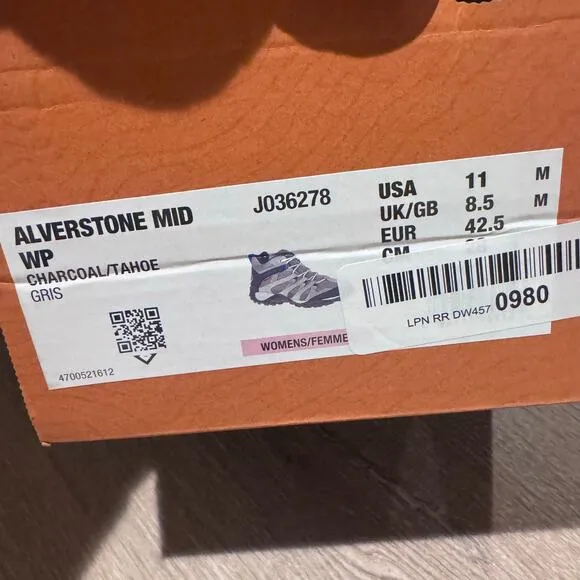 ALVERSTONE MID
WP
CHARCOAL/TAHOE
GRIS
4700521612
J036278
WOMENS/FEMME
USA 11 M
UK/GB 8.5 M
EUR 42.5
CM
LPN RR DW457 0980